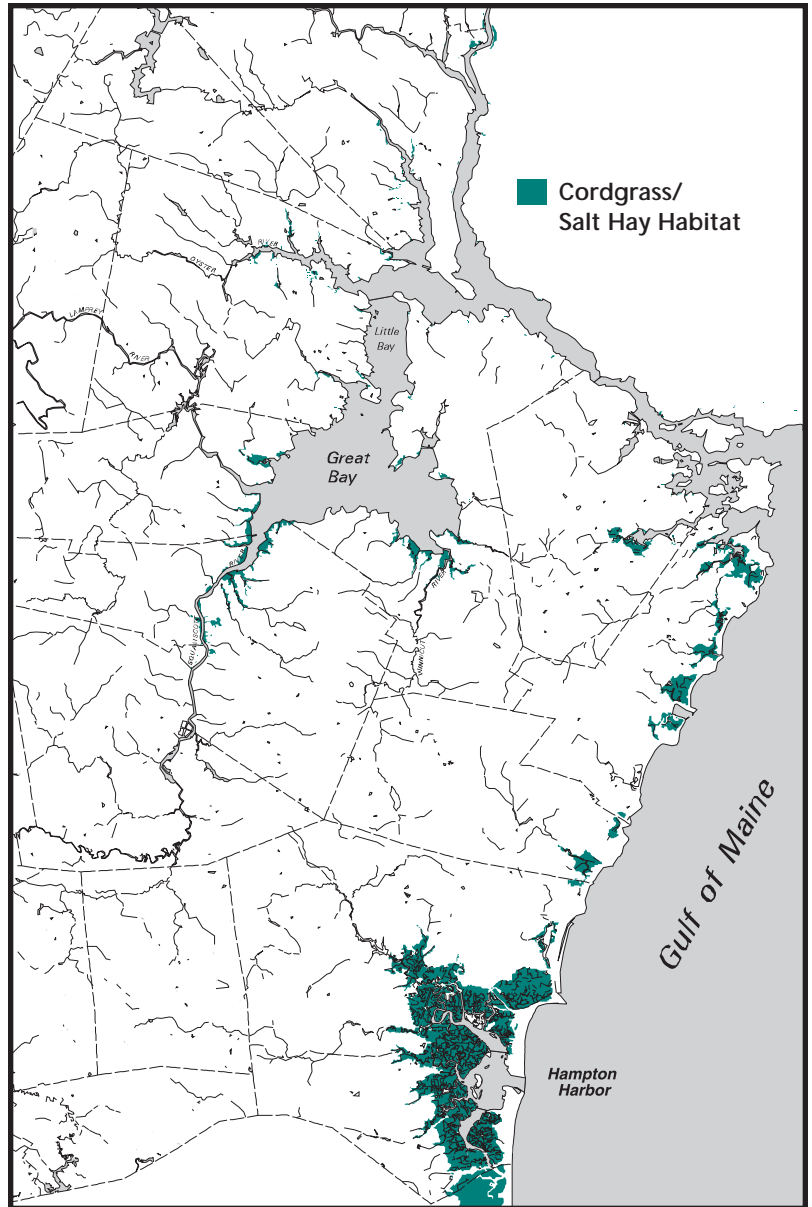 Cordgrass/
Salt Hay Habitat
RIVER
OYSTER
LAMPREY
RIVER
Little
Bay
Great
Bay
RIVER
SQUAMSCOTT
RIVER
Gulf of Maine
Hampton
Harbor